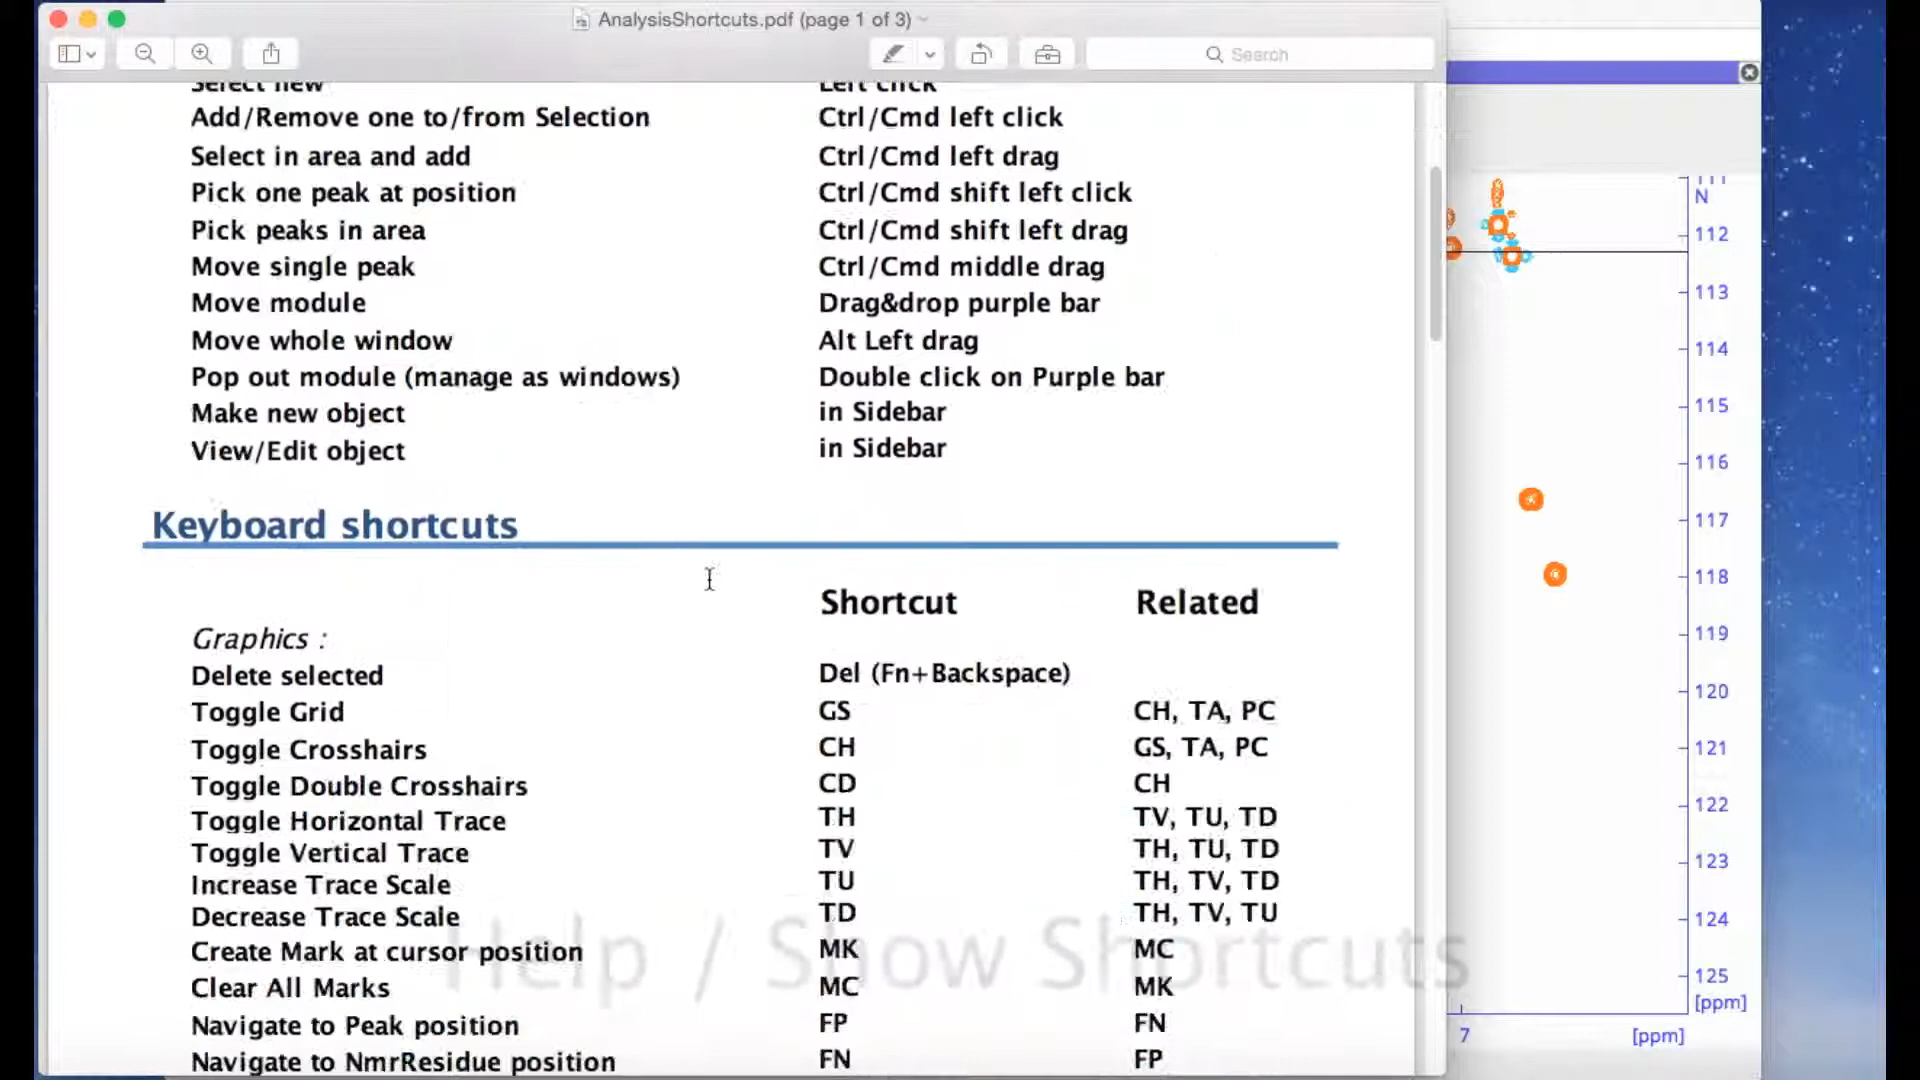 AnalysisShortcuts.pdf (page 1 of 3)
Search
Select new Left click
Add/Remove one to/from Selection Ctrl/Cmd left click
Select in area and add Ctrl/Cmd left drag
Pick one peak at position Ctrl/Cmd shift left click
Pick peaks in area Ctrl/Cmd shift left drag
Move single peak Ctrl/Cmd middle drag
Move module Drag&drop purple bar
Move whole window Alt Left drag
Pop out module (manage as windows) Double click on Purple bar
Make new object in Sidebar
View/Edit object in Sidebar
Keyboard shortcuts
Shortcut Related
Graphics :
Delete selected Del (Fn+Backspace)
Toggle Grid GS CH, TA, PC
Toggle Crosshairs CH GS, TA, PC
Toggle Double Crosshairs CD CH
Toggle Horizontal Trace TH TV, TU, TD
Toggle Vertical Trace TV TH, TU, TD
Increase Trace Scale TU TH, TV, TD
Decrease Trace Scale TD TH, TV, TU
Create Mark at cursor position MK MC
Clear All Marks MC MK
Navigate to Peak position FP FN
Navigate to NmrResidue position FN FP
Help / Show Shortcuts
111
N
112
113
114
115
116
117
118
119
120
121
122
123
124
125
[ppm]
7 [ppm]